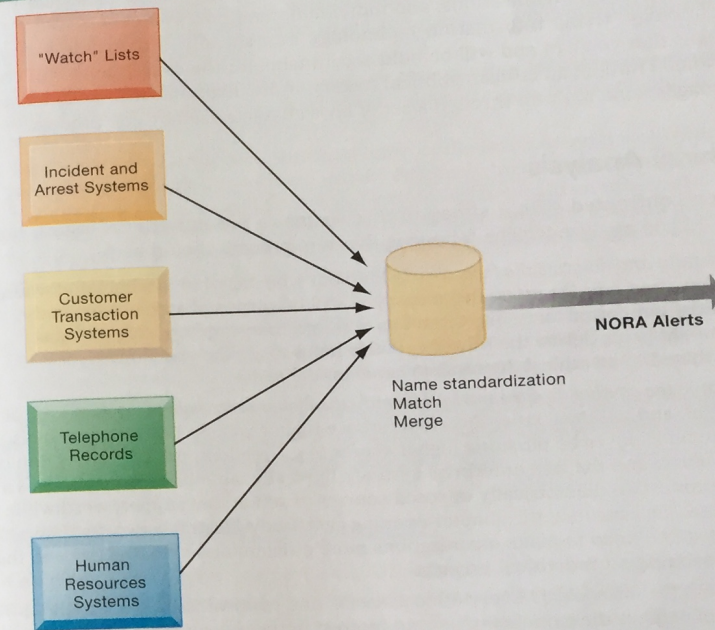 "Watch" Lists
Incident and
Arrest Systems
Customer
Transaction
Systems
Telephone
Records
Human
Resources
Systems
Name standardization
Match
Merge
NORA Alerts